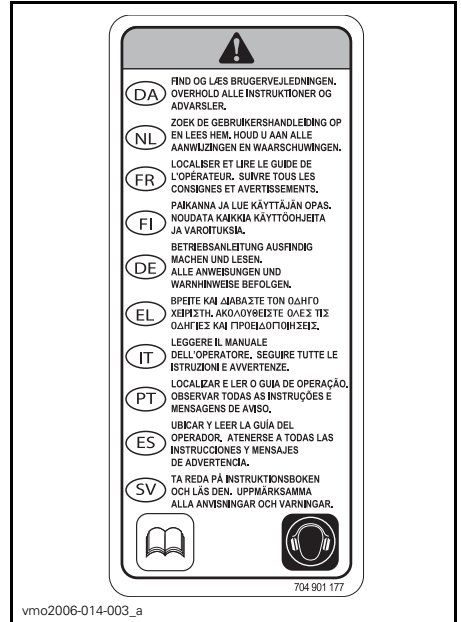 DA
FIND OG LÆS BRUGERVEJLEDNINGEN.
OVERHOLD ALLE INSTRUKTIONER OG
ADVARSLER.
NL
ZOEK DE GEBRUIKERSHANDLEIDING OP
EN LEES HEM. HOUD U AAN ALLE
AANWIJZINGEN EN WAARSCHUWINGEN.
FR
LOCALISER ET LIRE LE GUIDE DE
L'OPÉRATEUR. SUIVRE TOUS LES
CONSIGNES ET AVERTISSEMENTS.
FI
PAIKANNA JA LUE KÄYTTÄJÄN OPAS.
NOUDATA KAIKKIA KÄYTTÖOHJEITA
JA VAROITUKSIA.
DE
BETRIEBSANLEITUNG AUSFINDIG
MACHEN UND LESEN.
ALLE ANWEISUNGEN UND
WARNHINWEISE BEFOLGEN.
EL
ΒΡΕΙΤΕ ΚΑΙ ΔΙΑΒΑΣΤΕ ΤΟΝ ΟΔΗΓΟ
ΧΕΙΡΙΣΤΗ. ΑΚΟΛΟΥΘΕΙΣΤΕ ΟΛΕΣ ΤΙΣ
ΟΔΗΓΙΕΣ ΚΑΙ ΠΡΟΕΙΔΟΠΟΙΗΣΕΙΣ.
IT
LEGGERE IL MANUALE
DELL'OPERATORE. SEGUIRE TUTTE LE
ISTRUZIONI E AVVERTENZE.
PT
LOCALIZAR E LER O GUIA DE OPERAÇÃO.
OBSERVAR TODAS AS INSTRUÇÕES E
MENSAGENS DE AVISO.
ES
UBICAR Y LEER LA GUÍA DEL
OPERADOR. ATENERSE A TODAS LAS
INSTRUCCIONES Y MENSAJES
DE ADVERTENCÍA.
SV
TA REDA PÅ INSTRUKTIONSBOKEN
OCH LÄS DEN. UPPMÄRKSAMMA
ALLA ANVISNINGAR OCH VARNINGAR.
704 901 177
vmo2006-014-003_a